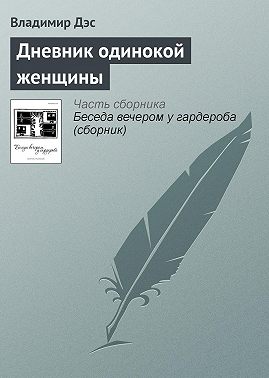 Владимир Дэс
Дневник одинокой
женщины
Часть сборника
Беседа вечером у гардероба
(сборник)